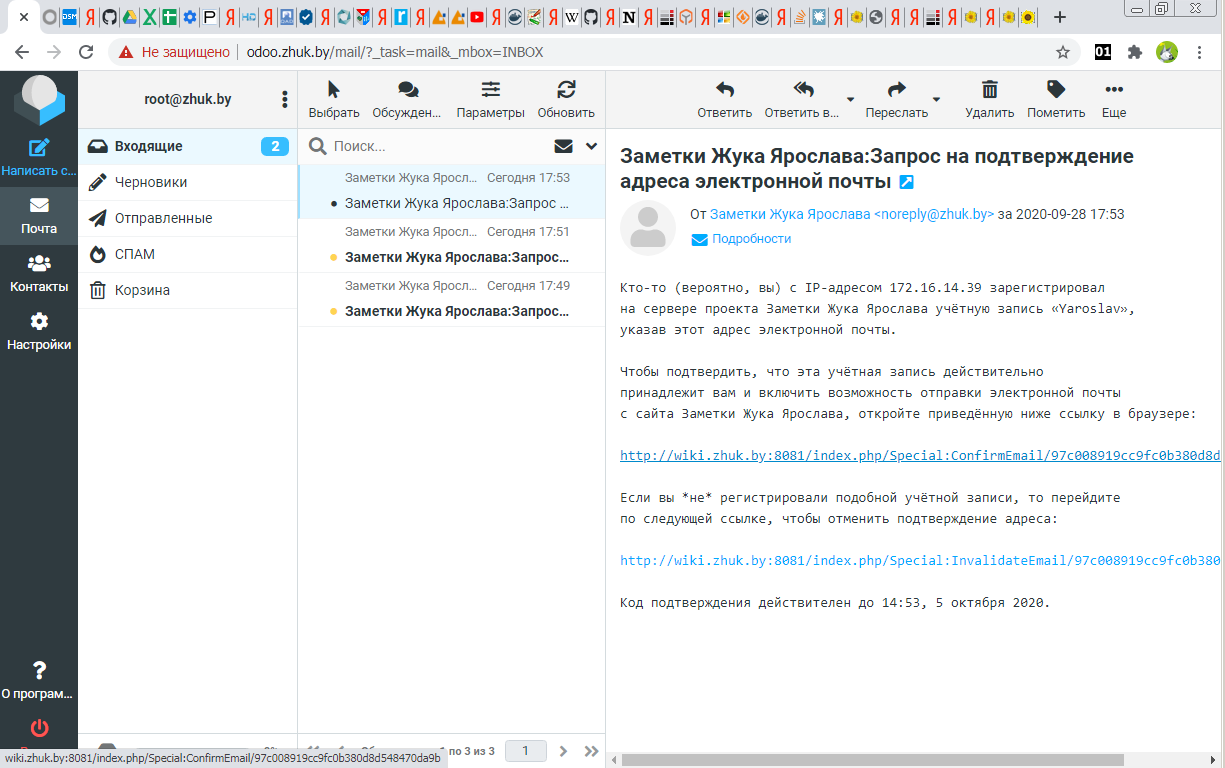 Не защищено
odoo.zhuk.by/mail/?_task=mail&_mbox=INBOX
01
Написать с...
Почта
Контакты
Настройки
О програм...
root@zhuk.by
Входящие 2
Черновики
Отправленные
СПАМ
Корзина
Выбрать Обсужден... Параметры Обновить
Поиск...
Заметки Жука Яросл... Сегодня 17:53
Заметки Жука Ярослава:Запрос ...
Заметки Жука Яросл... Сегодня 17:51
Заметки Жука Ярослава:Запрос...
Заметки Жука Яросл... Сегодня 17:49
Заметки Жука Ярослава:Запрос...
по 3 из 3 1
Ответить Ответить в... Переслать Удалить Пометить Еще
Заметки Жука Ярослава:Запрос на подтверждение
адреса электронной почты
От Заметки Жука Ярослава <noreply@zhuk.by> за 2020-09-28 17:53
Подробности
Кто-то (вероятно, вы) с IP-адресом 172.16.14.39 зарегистрировал
на сервере проекта Заметки Жука Ярослава учётную запись «Yaroslav»,
указав этот адрес электронной почты.
Чтобы подтвердить, что эта учётная запись действительно
принадлежит вам и включить возможность отправки электронной почты
с сайта Заметки Жука Ярослава, откройте приведённую ниже ссылку в браузере:
http://wiki.zhuk.by:8081/index.php/Special:ConfirmEmail/97c008919cc9fc0b380d8d
Если вы *не* регистрировали подобной учётной записи, то перейдите
по следующей ссылке, чтобы отменить подтверждение адреса:
http://wiki.zhuk.by:8081/index.php/Special:InvalidateEmail/97c008919cc9fc0b380
Код подтверждения действителен до 14:53, 5 октября 2020.
wiki.zhuk.by:8081/index.php/Special:ConfirmEmail/97c008919cc9fc0b380d8d548470da9b